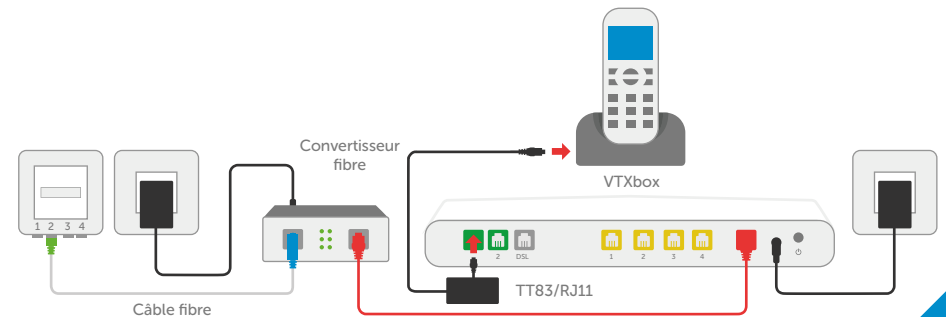 Convertisseur
fibre
VTXbox
1 2 3 4
2 DSL
1 2 3 4
TT83/RJ11
Câble fibre